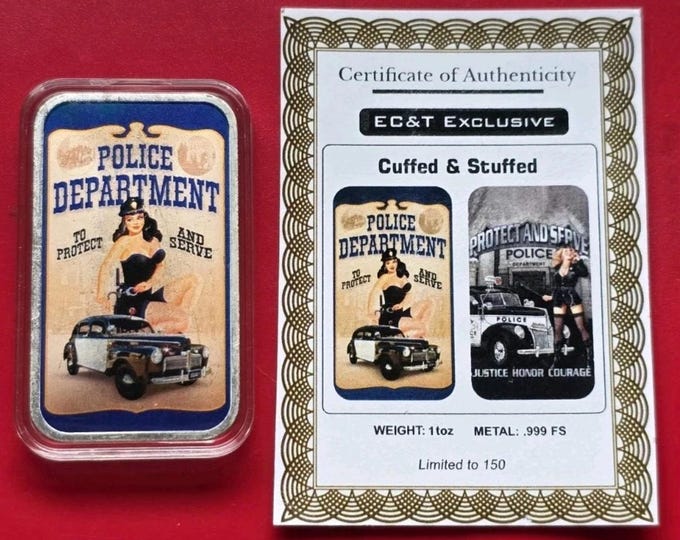 POLICE
DEPARTMENT
TO PROTECT
AND SERVE
Certificate of Authenticity
EC&T EXCLUSIVE
Cuffed & Stuffed
POLICE
DEPARTMENT
TO PROTECT
AND SERVE
PROTECT AND SERVE
POLICE
DEPARTMENT
POLICE
JUSTICE HONOR COURAGE
WEIGHT: 1toz METAL: .999 FS
Limited to 150